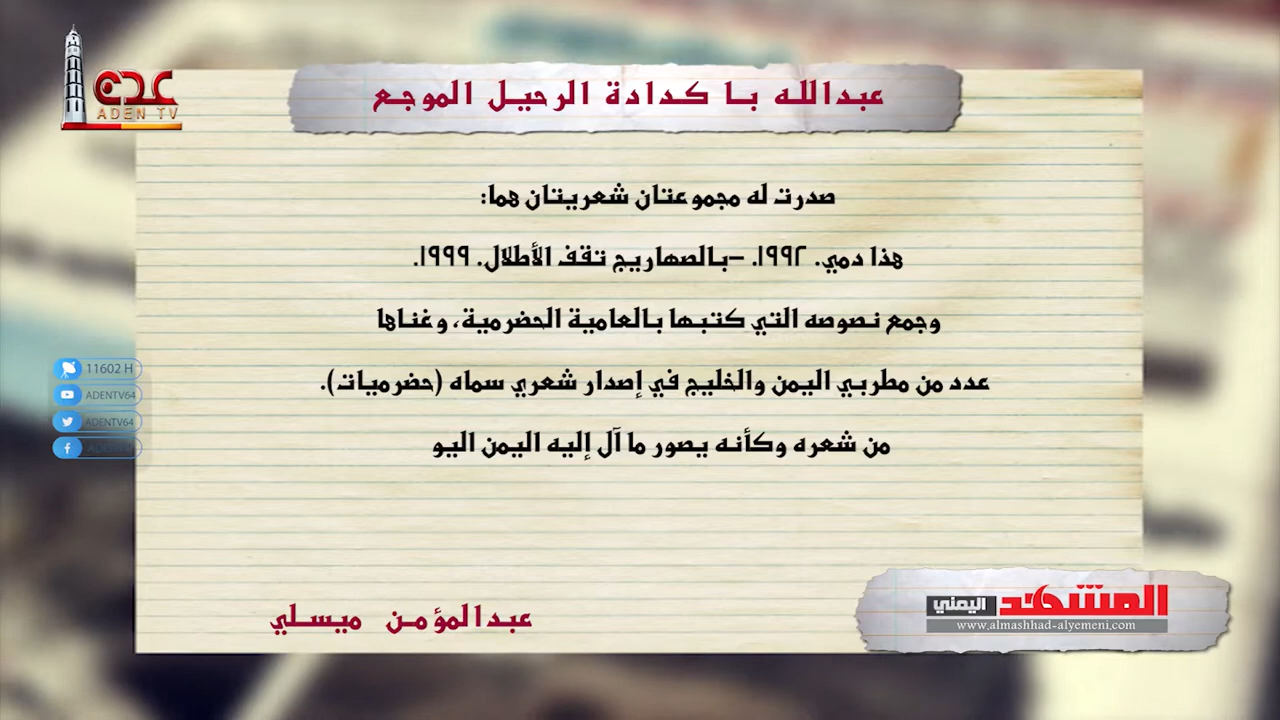 عدن
ADEN TV
عبدالله با كدادة الرحيل الموجع
صدرت له مجموعتان شعريتان هما:
هذا دمي. ١٩٩٢. –بالصهاريج تقف الأطلال. ١٩٩٩.
وجمع نصوصه التي كتبها بالعامية الحضرمية، وغناها
عدد من مطربي اليمن والخليج في إصدار شعري سماه (حضرميات).
من شعره وكأنه يصور ما آل إليه اليمن اليو
11602 H
ADENTV64
ADENTV64
عبدالمؤمن ميسلي
المشهد اليمني
www.almashhad-alyemeni.com